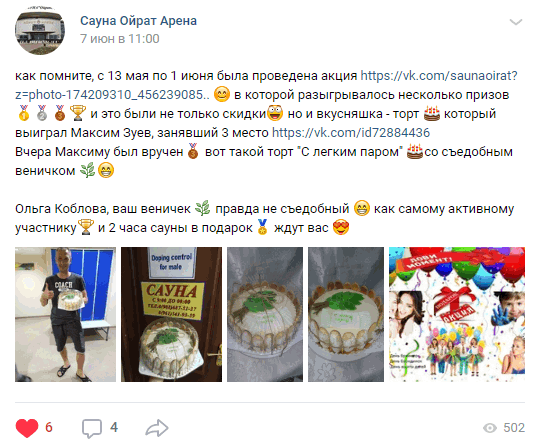 Сауна Ойрат Арена
7 июн в 11:00
как помните, с 13 мая по 1 июня была проведена акция https://vk.com/saunaoirat?
z=photo-174209310_456239085.. 😊 в которой разыгрывалось несколько призов
🥇 🥈 🥉 🏆 и это были не только скидки😜 но и вкусняшка - торт 🎂 который
выиграл Максим Зуев, занявший 3 место https://vk.com/id72884436
Вчера Максиму был вручен 🥉 вот такой торт "С легким паром" 🎂со съедобным
веничком 🌿😁
Ольга Коблова, ваш веничек 🌿 правда не съедобный 😁 как самому активному
участнику🏆 и 2 часа сауны в подарок 🥇 ждут вас 😍
COACH
Doping control
for male
САУНА
ЛОВИ
МОМЕНТ!
АКЦИЯ
6
4
502